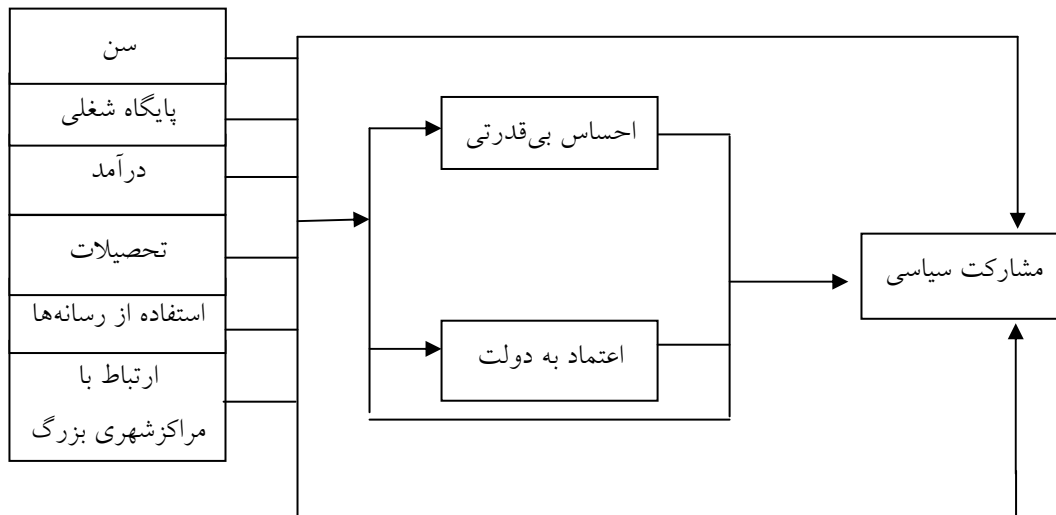 سن
پایگاه شغلی
درآمد
تحصیلات
استفاده از رسانه‌ها
ارتباط با
مراکزشهری بزرگ
احساس بی‌قدرتی
اعتماد به دولت
مشارکت سیاسی